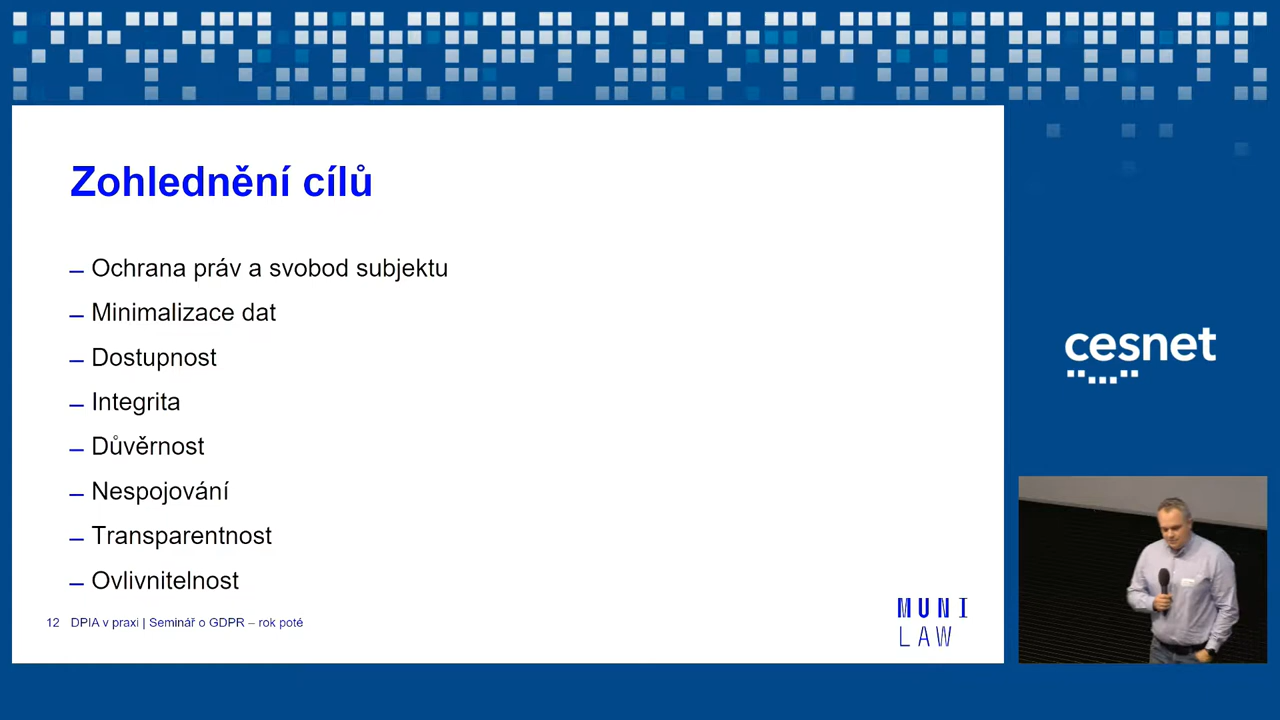 Zohlednění cílů
– Ochrana práv a svobod subjektu
– Minimalizace dat
– Dostupnost
– Integrita
– Důvěrnost
– Nespojování
– Transparentnost
– Ovlivnitelnost
12 DPIA v praxi | Seminář o GDPR – rok poté
MUNI
LAW
cesnet